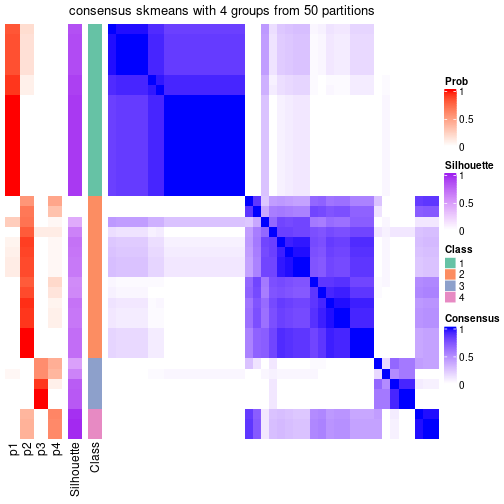 consensus skmeans with 4 groups from 50 partitions
Prob
1
0.5
0
Silhouette
1
0.5
0
Class
1
2
3
4
Consensus
1
0.5
0
p1
p2
p3
p4
Silhouette
Class